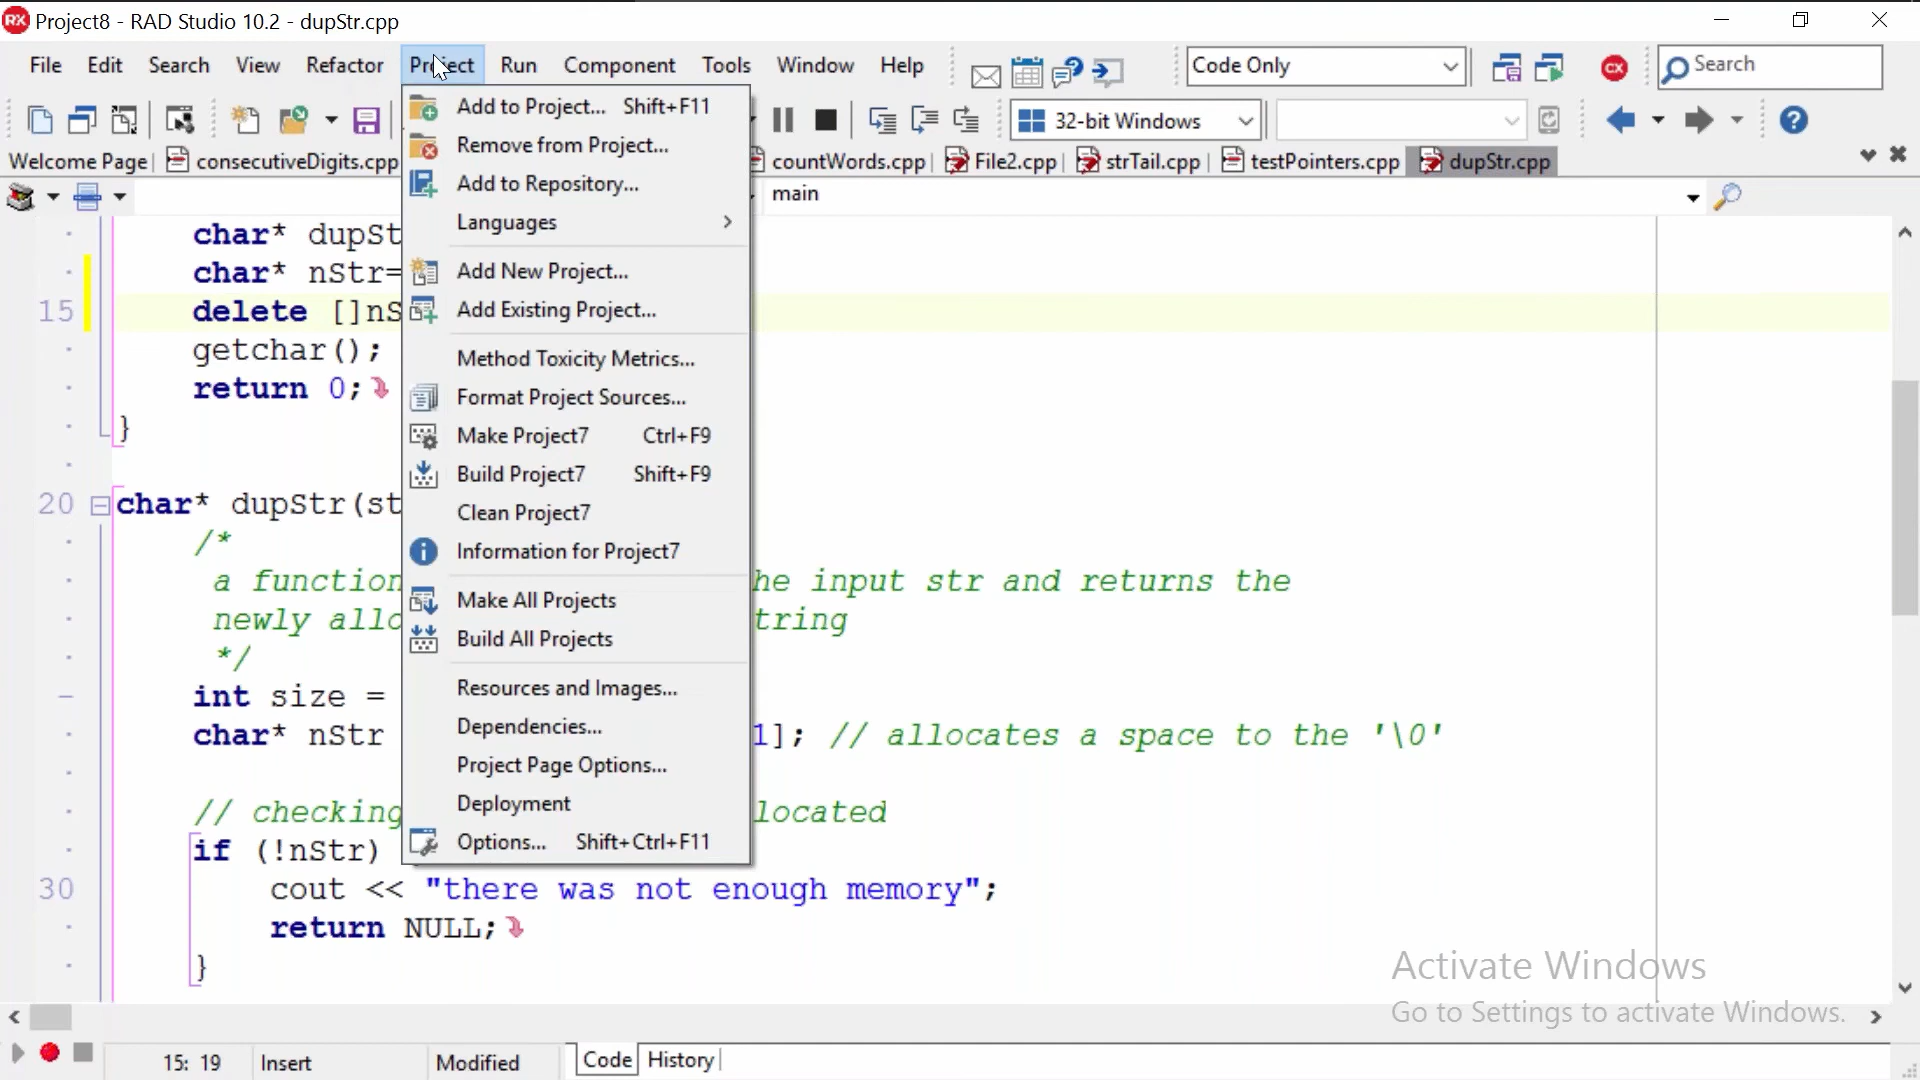 Project8 - RAD Studio 10.2 - dupStr.cpp
File Edit Search View Refactor Project Run Component Tools Window Help
Code Only
Search
32-bit Windows
Welcome Page consecutiveDigits.cpp countWords.cpp File2.cpp strTail.cpp testPointers.cpp dupStr.cpp
main
Add to Project... Shift+F11
Remove from Project...
Add to Repository...
Languages
Add New Project...
Add Existing Project...
Method Toxicity Metrics...
Format Project Sources...
Make Project7 Ctrl+F9
Build Project7 Shift+F9
Clean Project7
Information for Project7
Make All Projects
Build All Projects
Resources and Images...
Dependencies...
Project Page Options...
Deployment
Options... Shift+Ctrl+F11
char* dupSt
char* nStr=
15 delete []nS
getchar();
return 0;
}
20 char* dupStr(st
/*
a function he input str and returns the
newly allo tring
*/
int size =
char* nStr 1]; // allocates a space to the '\0'
// checking located
if (!nStr)
30 cout << "there was not enough memory";
return NULL;
}
Activate Windows
Go to Settings to activate Windows.
15: 19 Insert Modified Code History